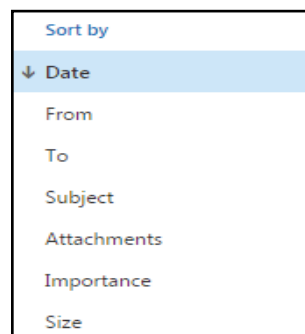 Sort by
↓ Date
From
To
Subject
Attachments
Importance
Size